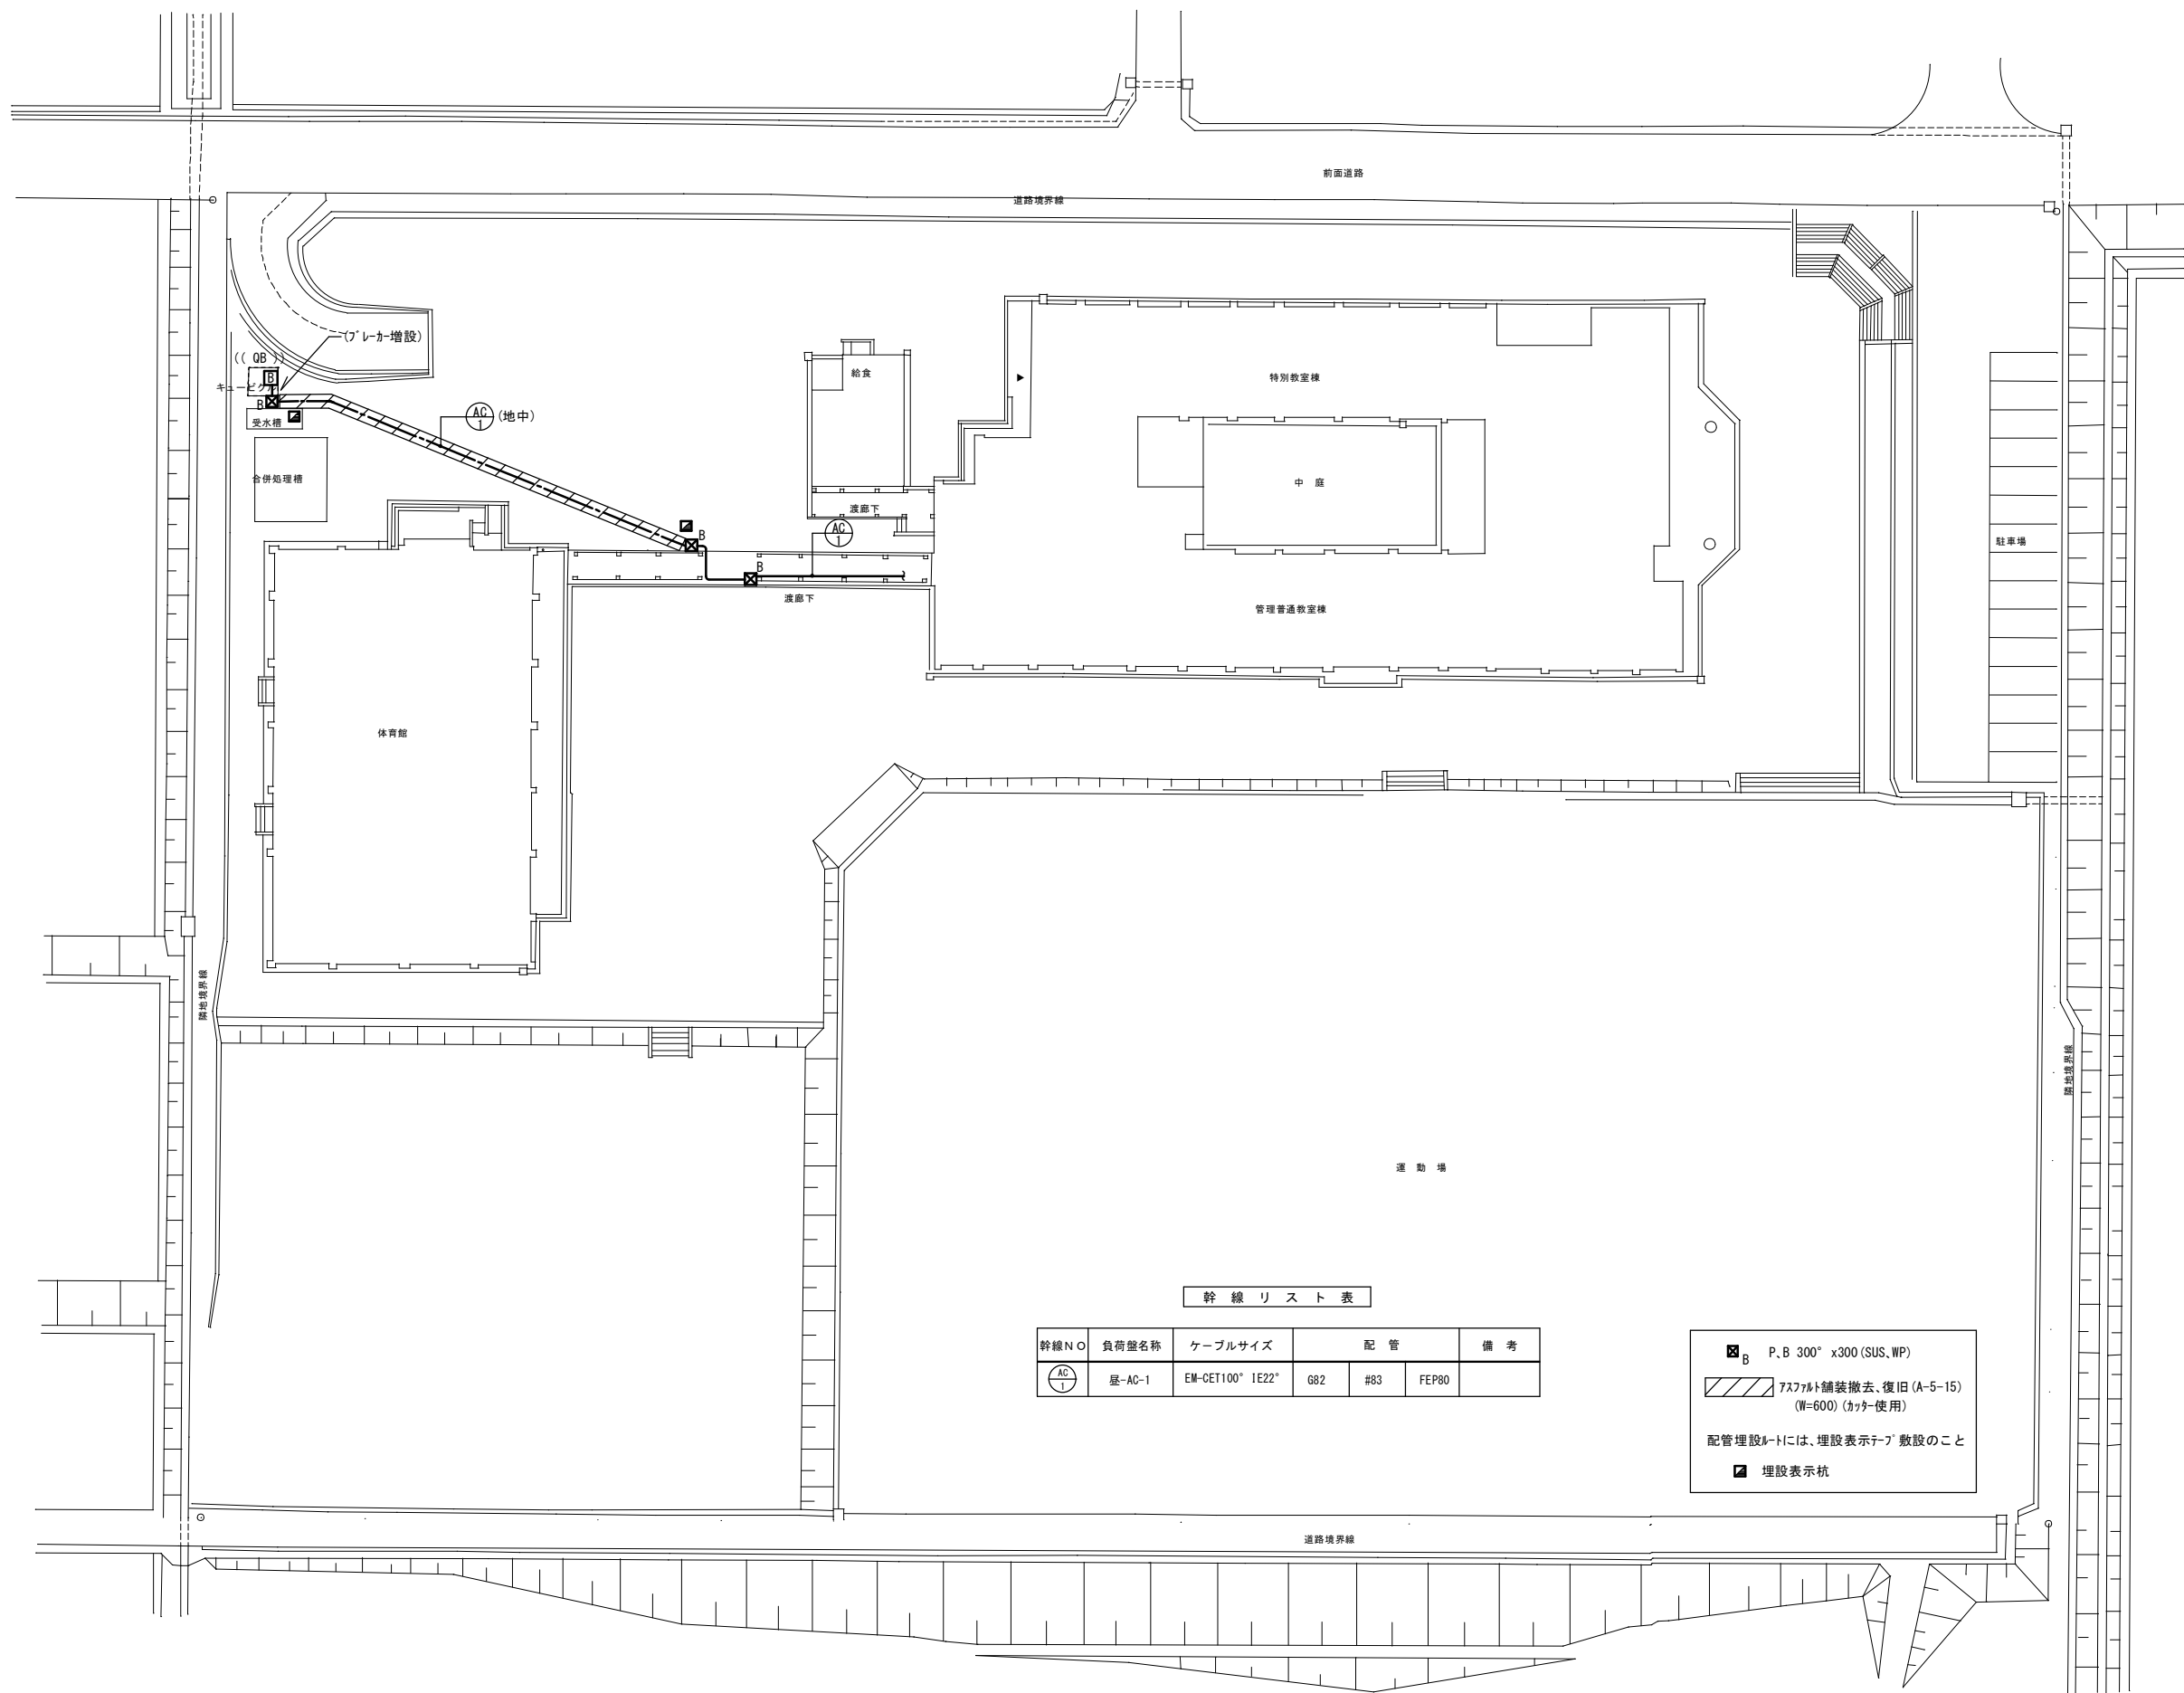 前面道路
道路境界線
(ブレーカー増設)
(( QB ))
B
キュービクル
B
受水槽
AC
1
(地中)
合併処理槽
給食
特別教室棟
中 庭
渡廊下
AC
1
B
B
渡廊下
管理普通教室棟
駐車場
体育館
隣地境界線
隣地境界線
運 動 場
幹 線 リ ス ト 表
幹線NO 負荷盤名称 ケーブルサイズ 配 管 備 考
AC
1
昼-AC-1 EM-CET100° IE22° G82 #83 FEP80
B P.B 300° x300(SUS、WP)
アスファルト舗装撤去、復旧(A-5-15)
(W=600)(カッター使用)
配管埋設ルートには、埋設表示テープ敷設のこと
埋設表示杭
道路境界線